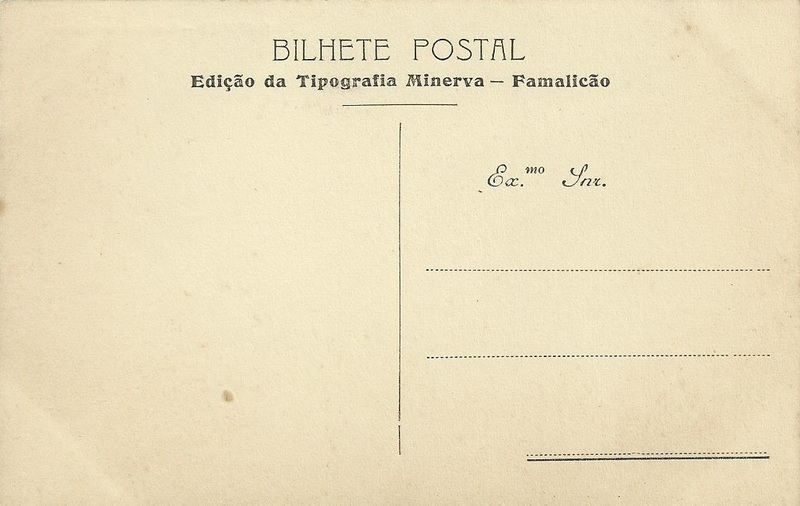 BILHETE POSTAL
Edição da Tipografia Minerva — Famalicão
Ex.mo Snr.